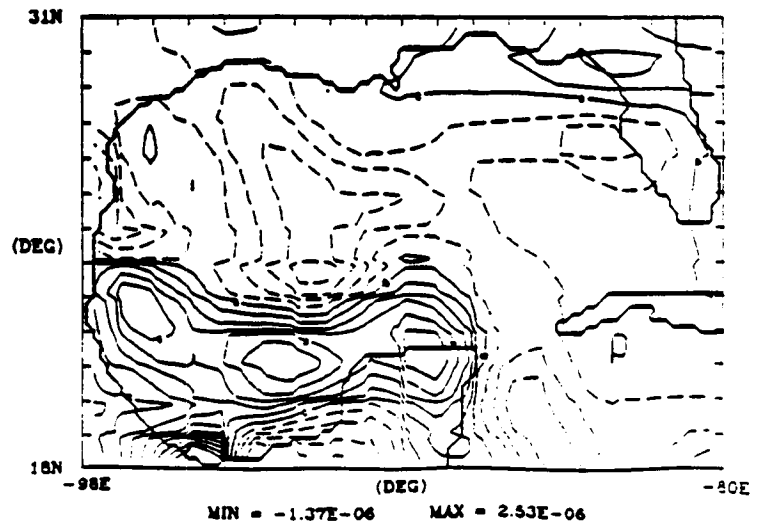 31N
(DEG)
18N
-98E (DEG) -80E
MIN = -1.37E-06 MAX = 2.53E-06